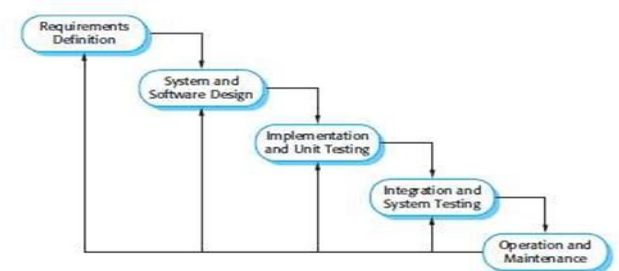 Requirements
Definition
System and
Software Design
Implementation
and Unit Testing
Integration and
System Testing
Operation and
Maintenance